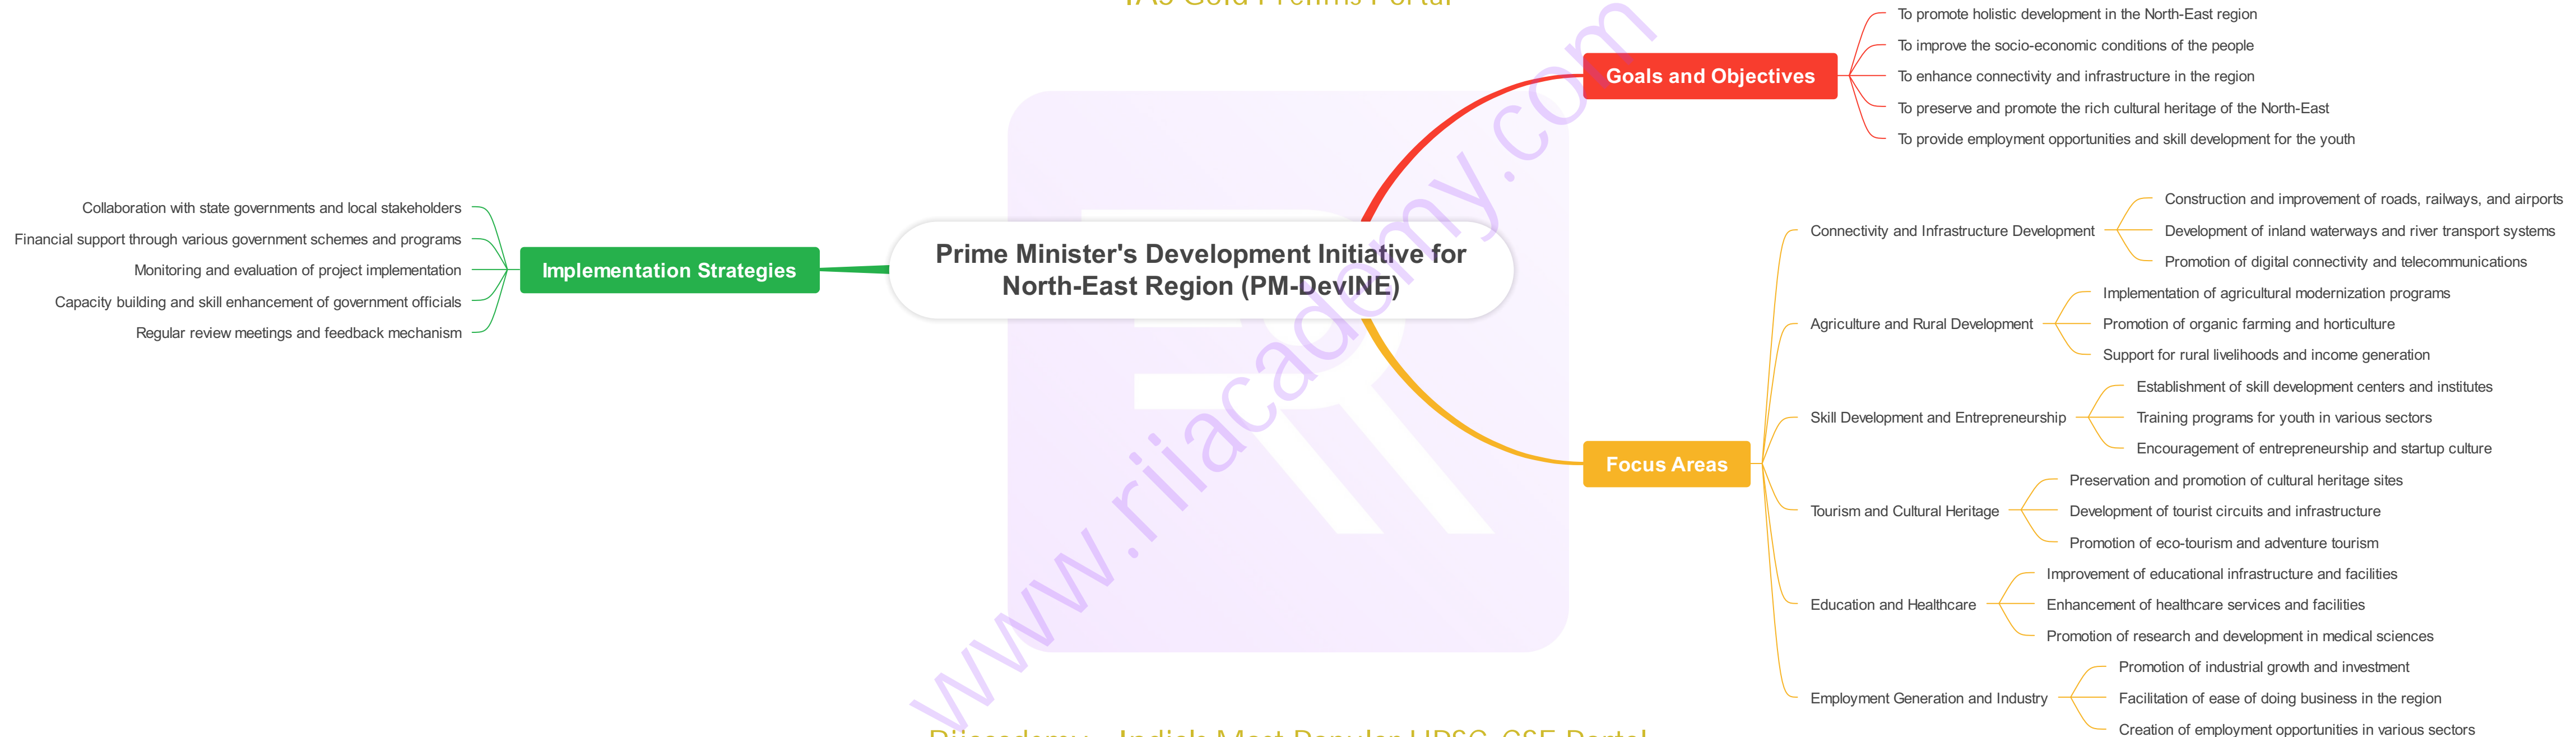 IAS Gold Prelims Portal
Goals and Objectives
To promote holistic development in the North-East region
To improve the socio-economic conditions of the people
To enhance connectivity and infrastructure in the region
To preserve and promote the rich cultural heritage of the North-East
To provide employment opportunities and skill development for the youth
Prime Minister's Development Initiative for
North-East Region (PM-DevINE)
Implementation Strategies
Collaboration with state governments and local stakeholders
Financial support through various government schemes and programs
Monitoring and evaluation of project implementation
Capacity building and skill enhancement of government officials
Regular review meetings and feedback mechanism
Focus Areas
Connectivity and Infrastructure Development
Construction and improvement of roads, railways, and airports
Development of inland waterways and river transport systems
Promotion of digital connectivity and telecommunications
Agriculture and Rural Development
Implementation of agricultural modernization programs
Promotion of organic farming and horticulture
Support for rural livelihoods and income generation
Skill Development and Entrepreneurship
Establishment of skill development centers and institutes
Training programs for youth in various sectors
Encouragement of entrepreneurship and startup culture
Tourism and Cultural Heritage
Preservation and promotion of cultural heritage sites
Development of tourist circuits and infrastructure
Promotion of eco-tourism and adventure tourism
Education and Healthcare
Improvement of educational infrastructure and facilities
Enhancement of healthcare services and facilities
Promotion of research and development in medical sciences
Employment Generation and Industry
Promotion of industrial growth and investment
Facilitation of ease of doing business in the region
Creation of employment opportunities in various sectors
www.riiacademy.com
Riiacademy - India's Most Popular UPSC-CSE Portal